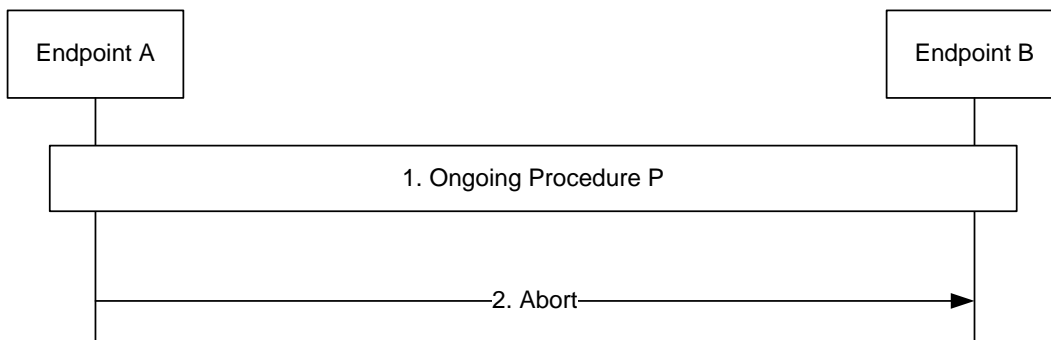 Endpoint A
Endpoint B
1. Ongoing Procedure P
2. Abort